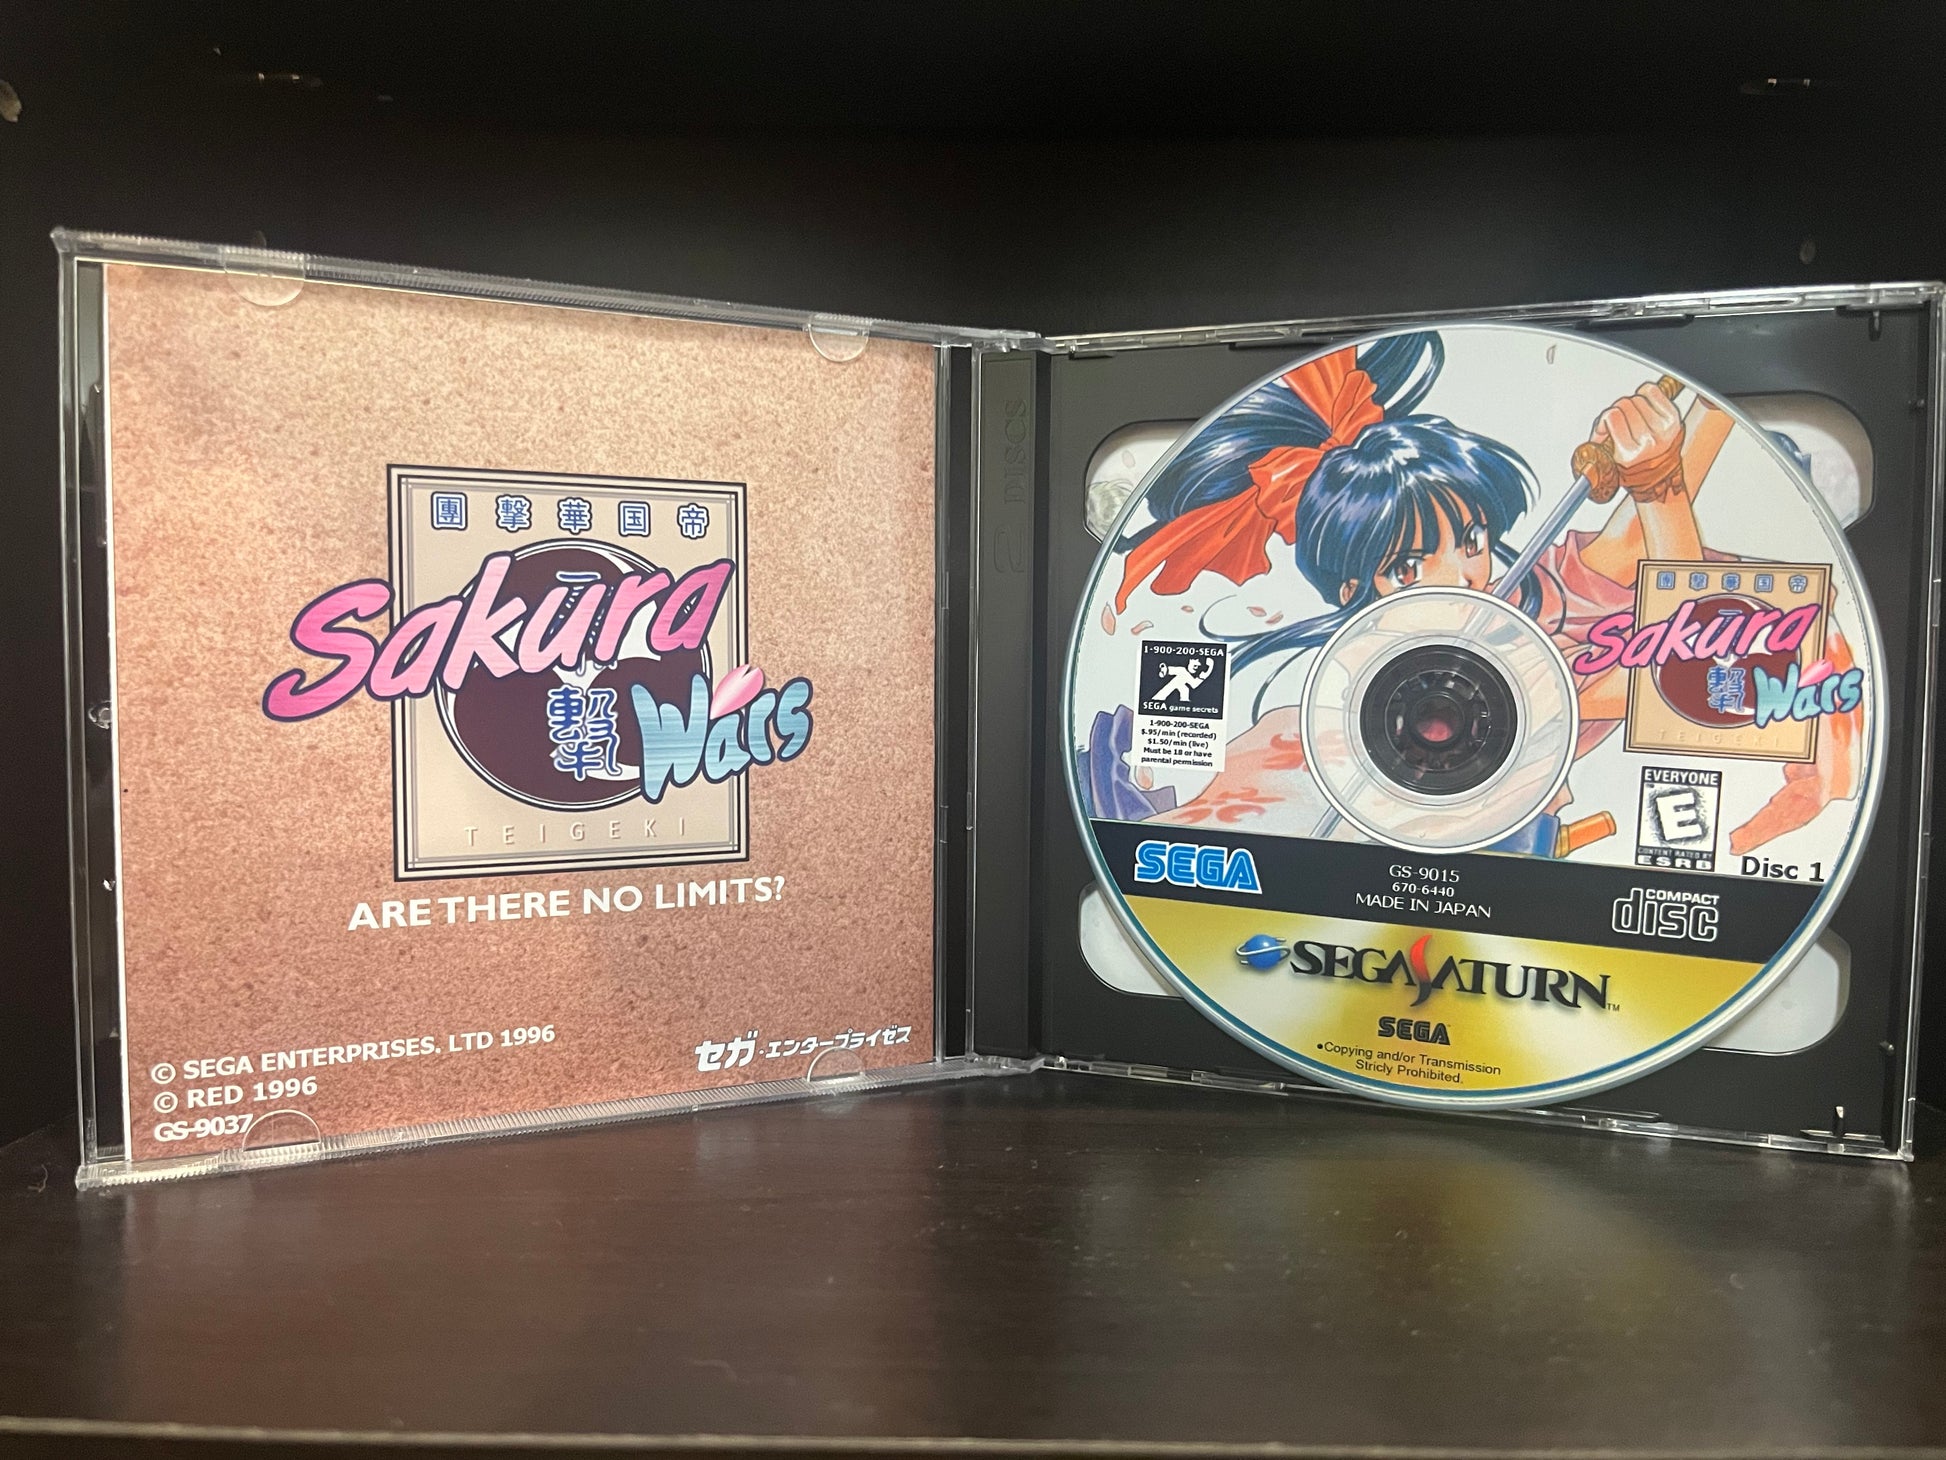 團撃華国帝
Sakura
撃
Wars
TEIGEKI
ARE THERE NO LIMITS?
© SEGA ENTERPRISES. LTD 1996
© RED 1996
GS-9037
セガ・エンタープライゼス
2 DISCS
1-900-200-SEGA
SEGA game secrets
1-900-200-SEGA
$.95/min (recorded)
$1.50/min (live)
Must be 18 or have
parental permission
團撃華国帝
Sakura
撃
Wars
TEIGEKI
EVERYONE
E
CONTENT RATED BY
ESRB
Disc 1
SEGA
GS-9015
670-6440
MADE IN JAPAN
COMPACT
disc
SEGA SATURN™
SEGA
•Copying and/or Transmission
Stricly Prohibited.